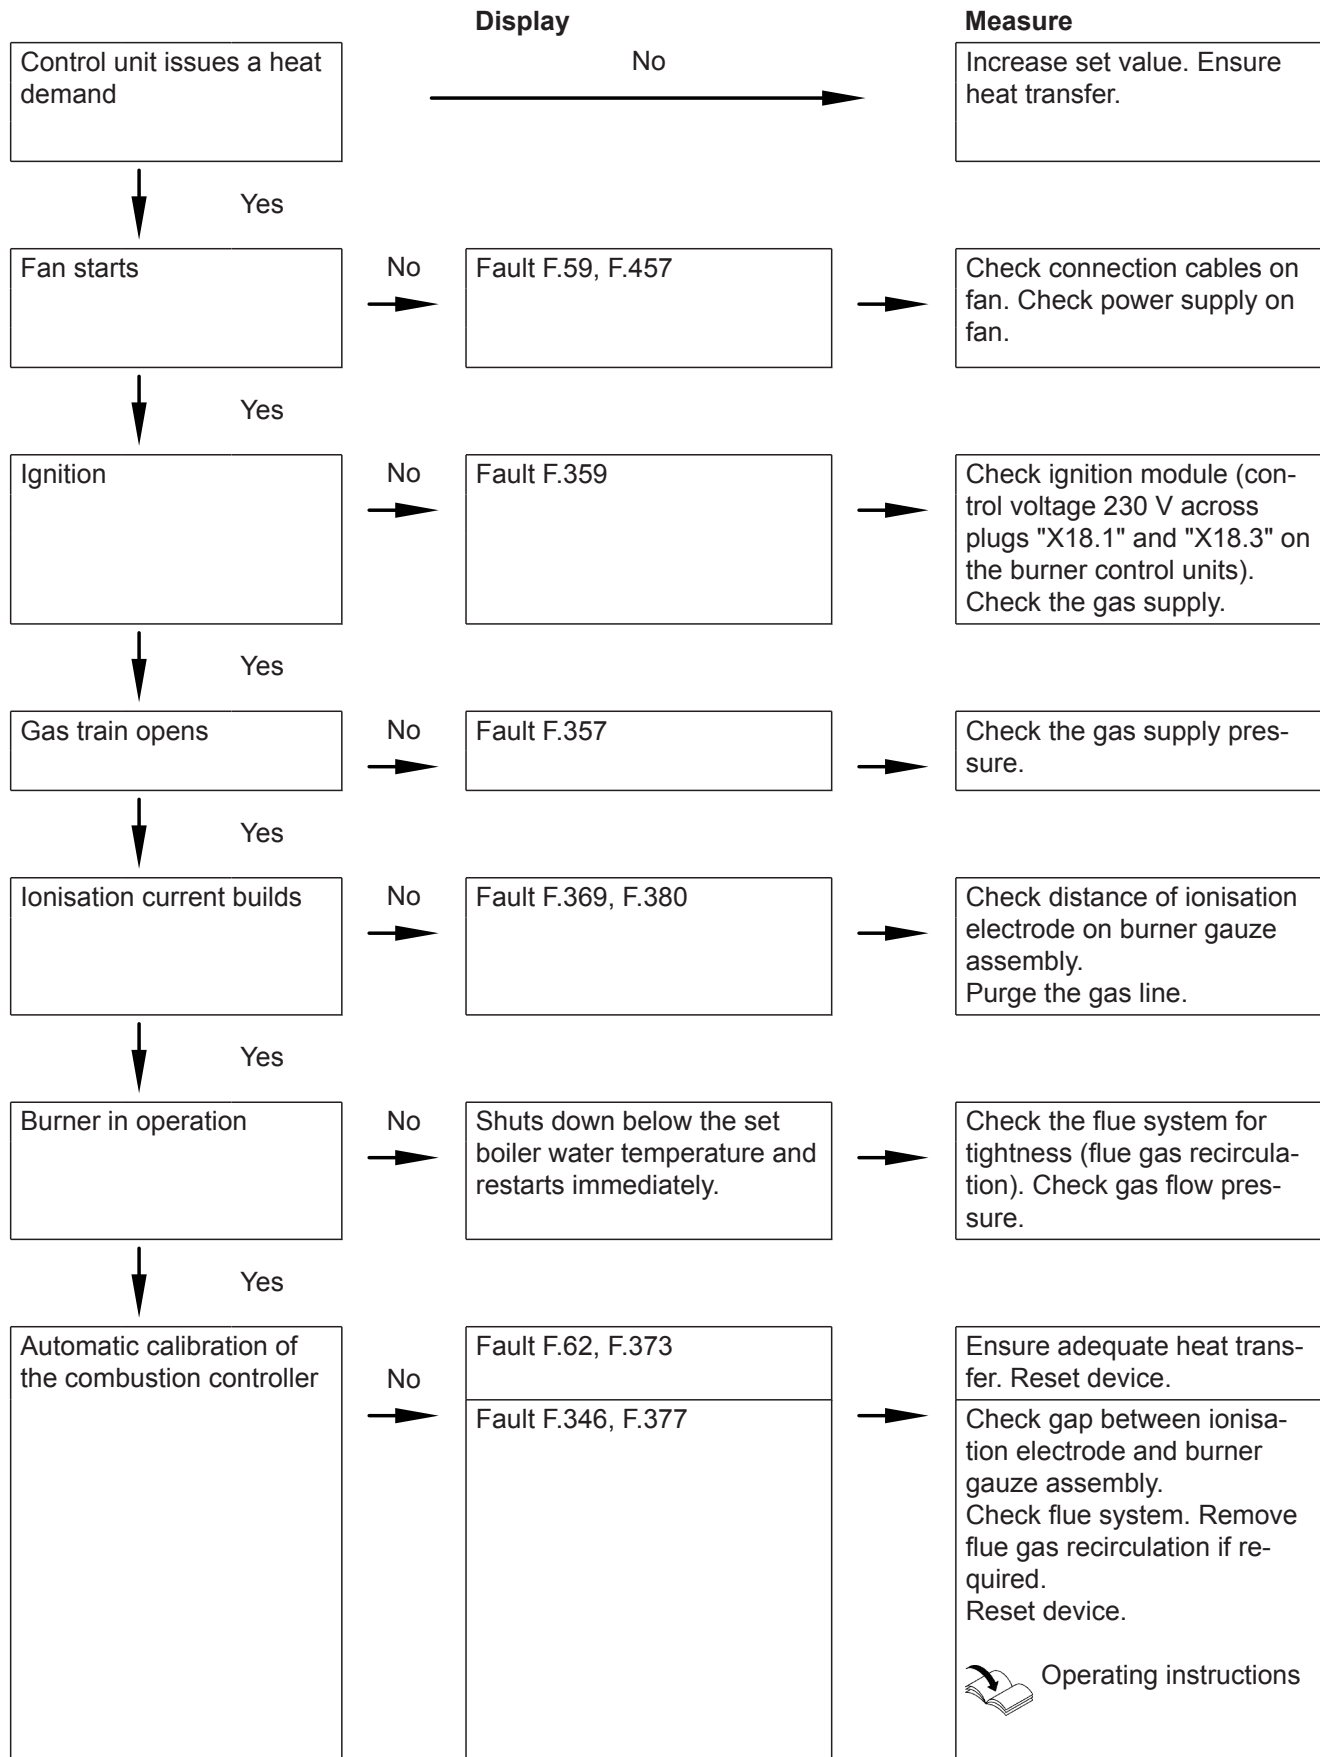 Display
Measure
Control unit issues a heat
demand
No
Increase set value. Ensure
heat transfer.
Yes
Fan starts
No
Fault F.59, F.457
Check connection cables on
fan. Check power supply on
fan.
Yes
Ignition
No
Fault F.359
Check ignition module (con-
trol voltage 230 V across
plugs "X18.1" and "X18.3" on
the burner control units).
Check the gas supply.
Yes
Gas train opens
No
Fault F.357
Check the gas supply pres-
sure.
Yes
Ionisation current builds
No
Fault F.369, F.380
Check distance of ionisation
electrode on burner gauze
assembly.
Purge the gas line.
Yes
Burner in operation
No
Shuts down below the set
boiler water temperature and
restarts immediately.
Check the flue system for
tightness (flue gas recircula-
tion). Check gas flow pres-
sure.
Yes
Automatic calibration of
the combustion controller
No
Fault F.62, F.373
Ensure adequate heat trans-
fer. Reset device.
Fault F.346, F.377
Check gap between ionisa-
tion electrode and burner
gauze assembly.
Check flue system. Remove
flue gas recirculation if re-
quired.
Reset device.
Operating instructions